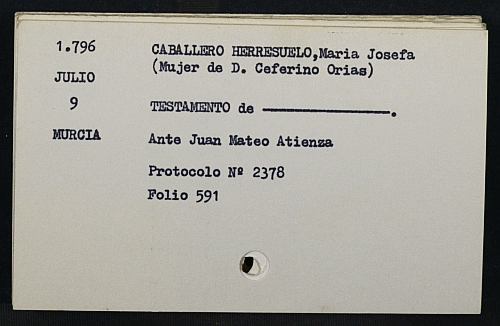 1.796 CABALLERO HERRESUELO,Maria Josefa
(Mujer de D. Ceferino Orias)
JULIO
9 TESTAMENTO de ————————.
MURCIA Ante Juan Mateo Atienza
Protocolo Nº 2378
Folio 591